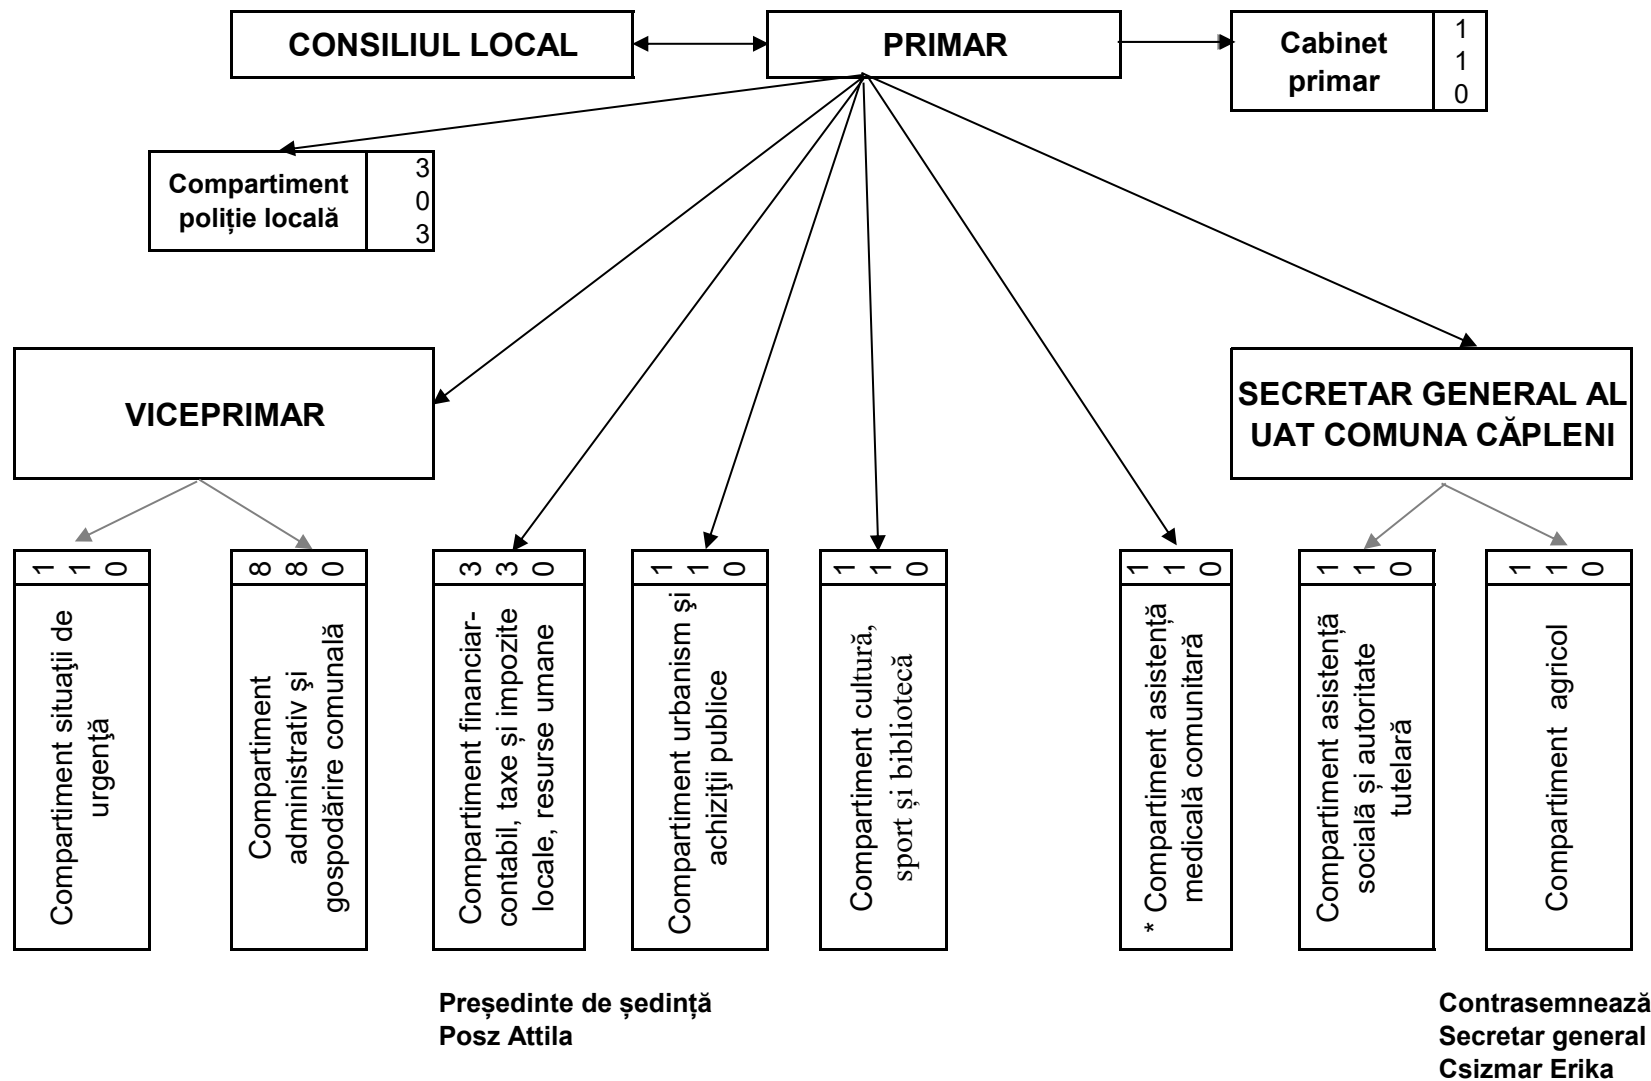 CONSILIUL LOCAL
PRIMAR
Cabinet
primar
1
1
0
Compartiment
poliție locală
3
0
3
VICEPRIMAR
SECRETAR GENERAL AL
UAT COMUNA CĂPLENI
1
1
0
Compartiment situaţii de
urgenţă
8
8
0
Compartiment
administrativ şi
gospodărire comunală
3
3
0
Compartiment financiar-
contabil, taxe și impozite
locale, resurse umane
1
1
0
Compartiment urbanism şi
achiziţii publice
1
1
0
Compartiment cultură,
sport și bibliotecă
1
1
0
* Compartiment asistență
medicală comunitară
1
1
0
Compartiment asistență
socială și autoritate
tutelară
1
1
0
Compartiment agricol
Președinte de ședință
Posz Attila
Contrasemnează
Secretar general
Csizmar Erika